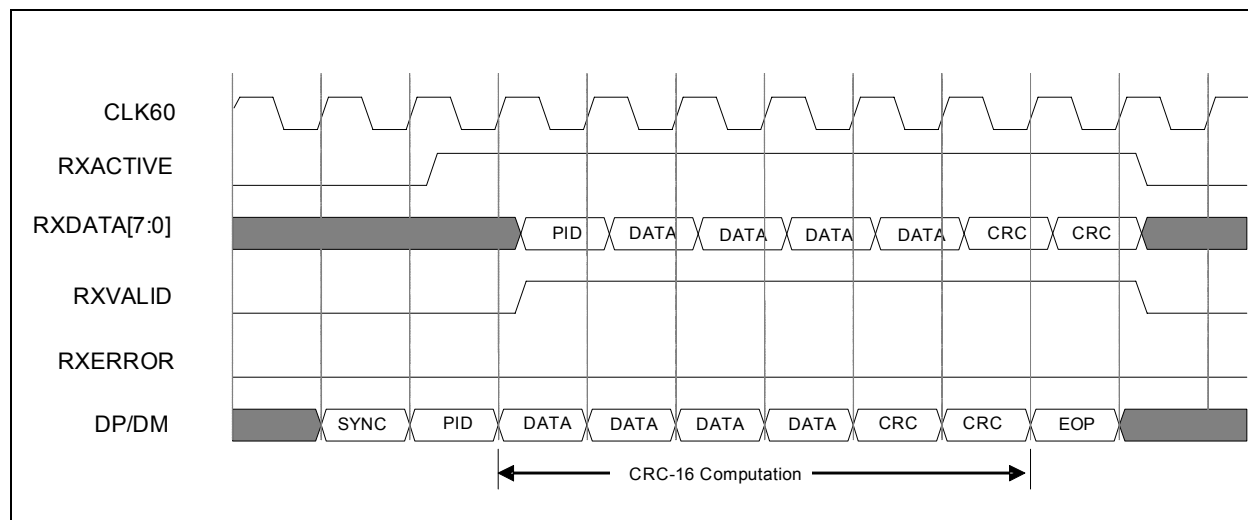 CLK60
RXACTIVE
RXDATA[7:0] PID DATA DATA DATA DATA CRC CRC
RXVALID
RXERROR
DP/DM SYNC PID DATA DATA DATA DATA CRC CRC EOP
CRC-16 Computation